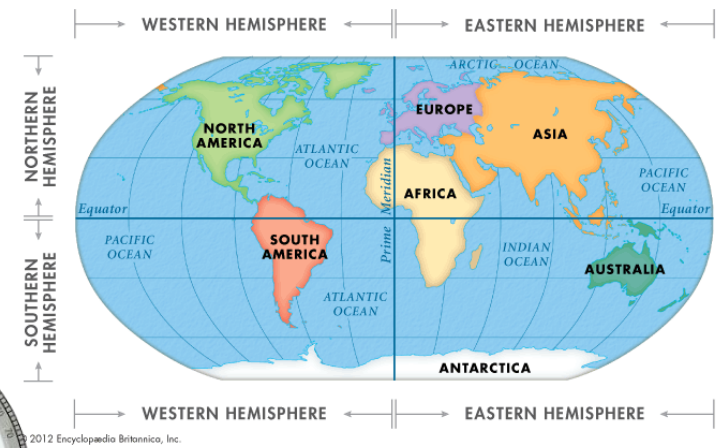 WESTERN HEMISPHERE
EASTERN HEMISPHERE
NORTHERN
HEMISPHERE
SOUTHERN
HEMISPHERE
ARCTIC OCEAN
EUROPE
ASIA
NORTH
AMERICA
ATLANTIC
OCEAN
AFRICA
PACIFIC
OCEAN
Equator
Equator
Prime Meridian
PACIFIC
OCEAN
SOUTH
AMERICA
INDIAN
OCEAN
AUSTRALIA
ATLANTIC
OCEAN
ANTARCTICA
WESTERN HEMISPHERE
EASTERN HEMISPHERE
2012 Encyclopædia Britannica, Inc.
70